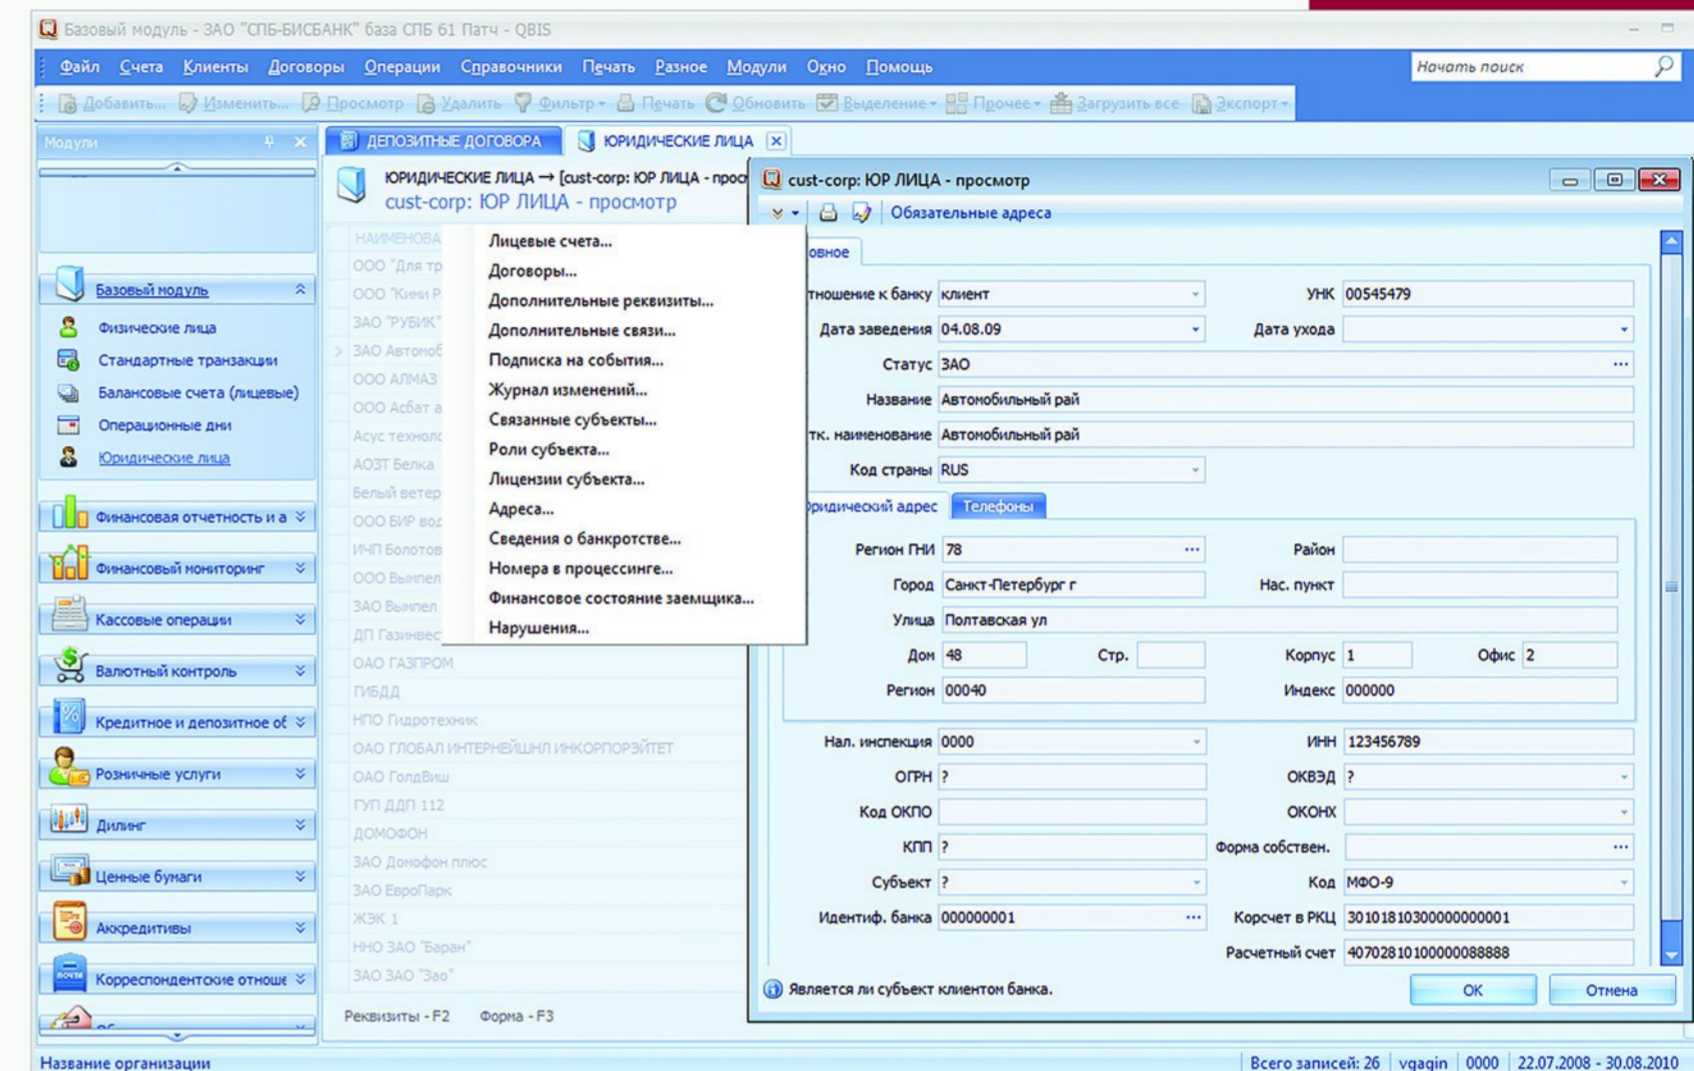 Базовый модуль - ЗАО "СПБ-БИСБАНК" база СПБ 61 Патч - QBIS
Файл Счета Клиенты Договоры Операции Справочники Печать Разное Модули Окно Помощь Начать поиск
Добавить... Изменить... Просмотр Удалить Фильтр Печать Обновить Выделение Прочее Загрузить все Экспорт
Модули
ДЕПОЗИТНЫЕ ДОГОВОРА ЮРИДИЧЕСКИЕ ЛИЦА
Базовый модуль
Физические лица
Стандартные транзакции
Балансовые счета (лицевые)
Операционные дни
Юридические лица
Финансовая отчетность и а
Финансовый мониторинг
Кассовые операции
Валютный контроль
Кредитное и депозитное об
Розничные услуги
Дилинг
Ценные бумаги
Аккредитивы
Корреспондентские отноше
ЮРИДИЧЕСКИЕ ЛИЦА → [cust-corp: ЮР ЛИЦА - прос
cust-corp: ЮР ЛИЦА - просмотр
НАИМЕНОВА
ООО "Для тр
ООО "Кими Р
ЗАО "РУБИК"
ЗАО Автомоб
ООО АЛМАЗ
ООО Асбат а
Асус техноло
АОЗТ Белка
Белый ветер
ООО БИР вод
ИЧП Болотов
ООО Вымпел
ЗАО Вымпел
ДП Газинвес
ОАО ГАЗПРОМ
ГИБДД
НПО Гидротехник
ОАО ГЛОБАЛ ИНТЕРНЕЙШНЛ ИНКОРПОРЭЙТЕТ
ОАО ГолдВиш
ГУП ДДП 112
ДОМОФОН
ЗАО Домофон плюс
ЗАО ЕвроПарк
ЖЭК 1
ННО ЗАО "Баран"
ЗАО ЗАО "Зао"
Реквизиты - F2 Форма - F3
Лицевые счета...
Договоры...
Дополнительные реквизиты...
Дополнительные связи...
Подписка на события...
Журнал изменений...
Связанные субъекты...
Роли субъекта...
Лицензии субъекта...
Адреса...
Сведения о банкротстве...
Номера в процессинге...
Финансовое состояние заемщика...
Нарушения...
cust-corp: ЮР ЛИЦА - просмотр
Обязательные адреса
овное
тношение к банку клиент УНК 00545479
Дата заведения 04.08.09 Дата ухода
Статус ЗАО
Название Автомобильный рай
тк. наименование Автомобильный рай
Код страны RUS
ридический адрес Телефоны
Регион ГНИ 78 Район
Город Санкт-Петербург г Нас. пункт
Улица Полтавская ул
Дом 48 Стр. Корпус 1 Офис 2
Регион 00040 Индекс 000000
Нал. инспекция 0000 ИНН 123456789
ОГРН ? ОКВЭД ?
Код ОКПО ОКОНХ
КПП ? Форма собствен.
Субъект ? Код МФО-9
Идентиф. банка 000000001 Корсчет в РКЦ 30101810300000000001
Расчетный счет 40702810100000088888
Является ли субъект клиентом банка. ОК Отмена
Название организации Всего записей: 26 vgagin 0000 22.07.2008 - 30.08.2010